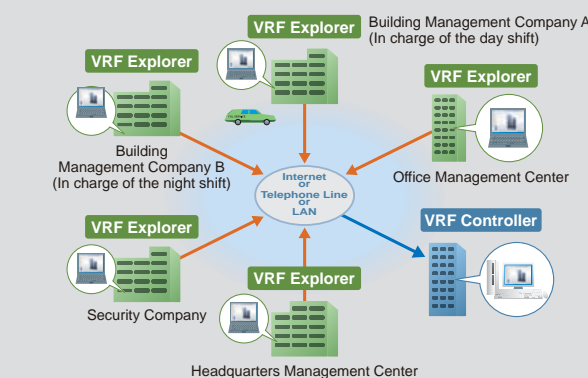 VRF Explorer
Building Management Company A
(In charge of the day shift)
VRF Explorer
Building
Management Company B
(In charge of the night shift)
VRF Explorer
Office Management Center
Internet
or
Telephone Line
or
LAN
VRF Explorer
Security Company
VRF Controller
VRF Explorer
Headquarters Management Center